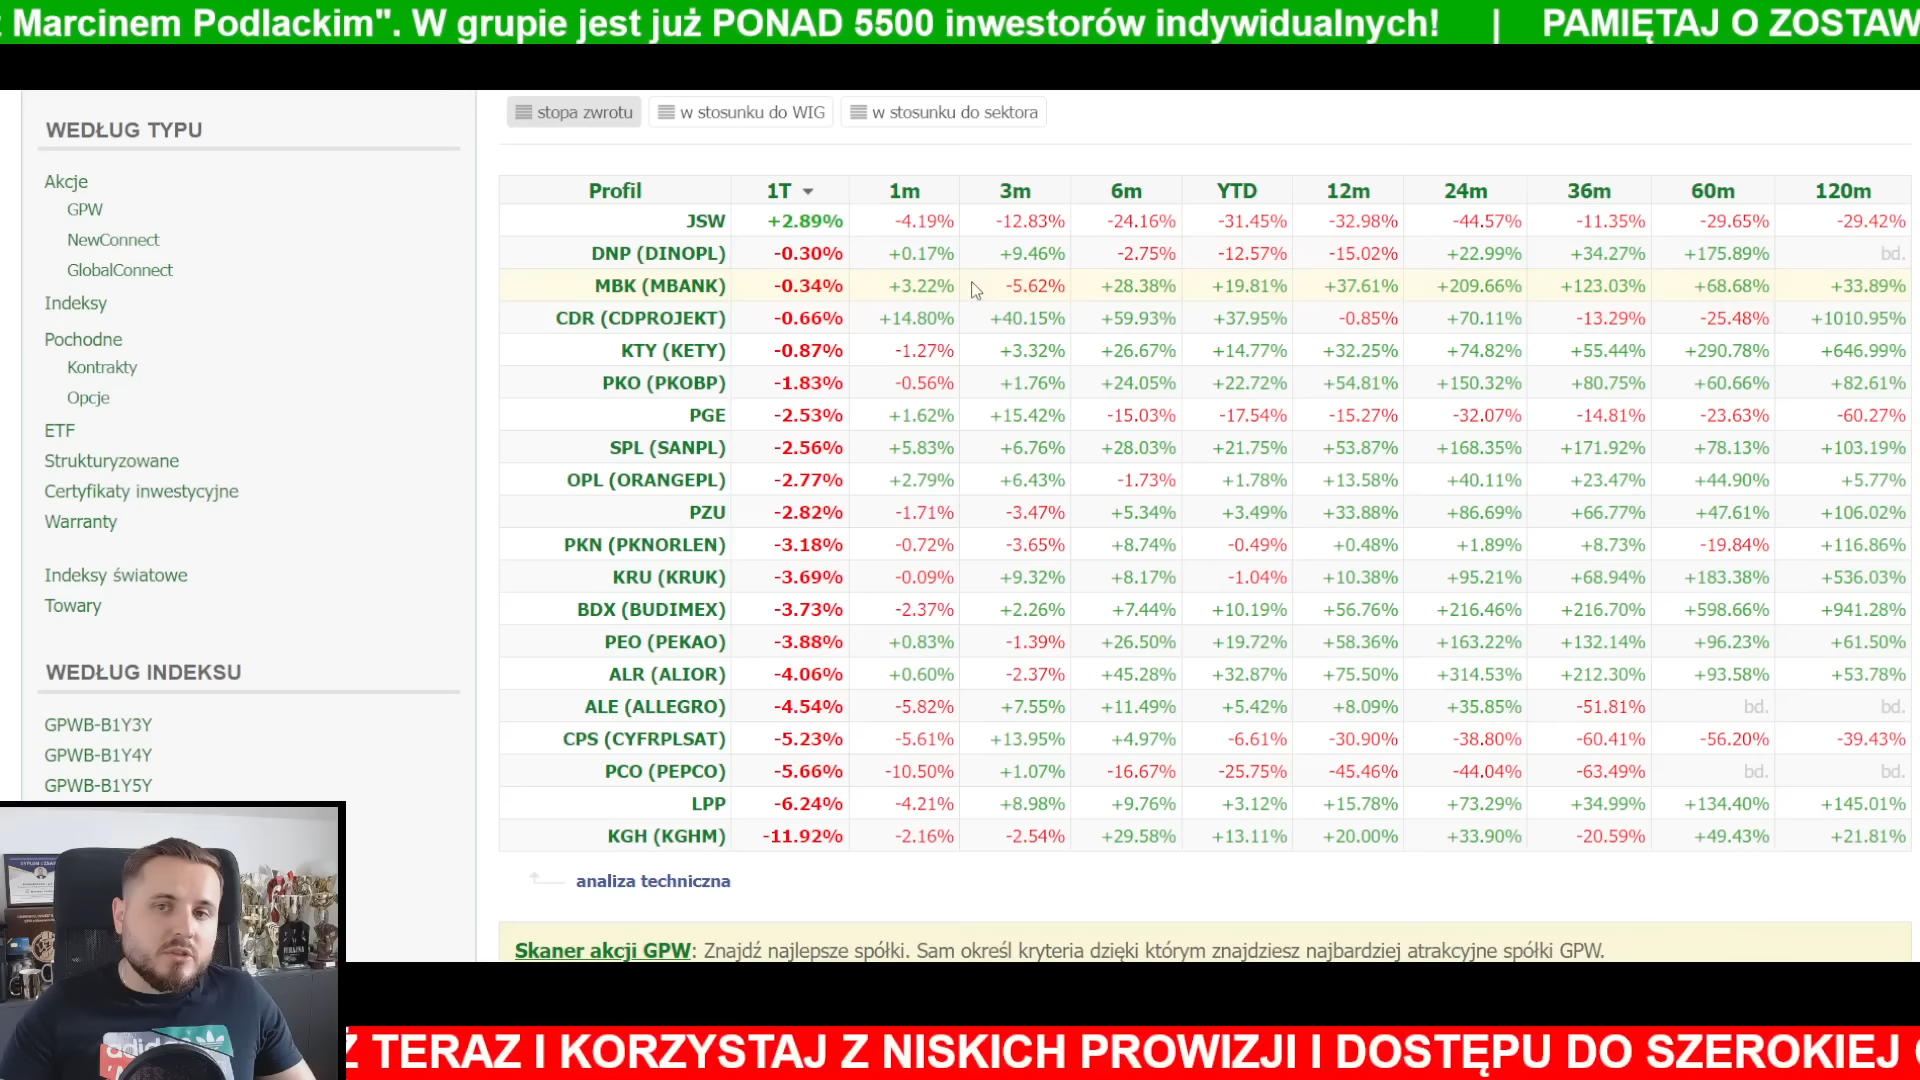 z Marcinem Podlackim". W grupie jest już PONAD 5500 inwestorów indywidualnych! | PAMIĘTAJ O ZOSTAW
WEDŁUG TYPU
Akcje
GPW
NewConnect
GlobalConnect
Indeksy
Pochodne
Kontrakty
Opcje
ETF
Strukturyzowane
Certyfikaty inwestycyjne
Warranty
Indeksy światowe
Towary
WEDŁUG INDEKSU
GPWB-B1Y3Y
GPWB-B1Y4Y
GPWB-B1Y5Y
stopa zwrotu w stosunku do WIG w stosunku do sektora
Profil 1T 1m 3m 6m YTD 12m 24m 36m 60m 120m
JSW +2.89% -4.19% -12.83% -24.16% -31.45% -32.98% -44.57% -11.35% -29.65% -29.42%
DNP (DINOPL) -0.30% +0.17% +9.46% -2.75% -12.57% -15.02% +22.99% +34.27% +175.89% bd.
MBK (MBANK) -0.34% +3.22% -5.62% +28.38% +19.81% +37.61% +209.66% +123.03% +68.68% +33.89%
CDR (CDPROJEKT) -0.66% +14.80% +40.15% +59.93% +37.95% -0.85% +70.11% -13.29% -25.48% +1010.95%
KTY (KETY) -0.87% -1.27% +3.32% +26.67% +14.77% +32.25% +74.82% +55.44% +290.78% +646.99%
PKO (PKOBP) -1.83% -0.56% +1.76% +24.05% +22.72% +54.81% +150.32% +80.75% +60.66% +82.61%
PGE -2.53% +1.62% +15.42% -15.03% -17.54% -15.27% -32.07% -14.81% -23.63% -60.27%
SPL (SANPL) -2.56% +5.83% +6.76% +28.03% +21.75% +53.87% +168.35% +171.92% +78.13% +103.19%
OPL (ORANGEPL) -2.77% +2.79% +6.43% -1.73% +1.78% +13.58% +40.11% +23.47% +44.90% +5.77%
PZU -2.82% -1.71% -3.47% +5.34% +3.49% +33.88% +86.69% +66.77% +47.61% +106.02%
PKN (PKNORLEN) -3.18% -0.72% -3.65% +8.74% -0.49% +0.48% +1.89% +8.73% -19.84% +116.86%
KRU (KRUK) -3.69% -0.09% +9.32% +8.17% -1.04% +10.38% +95.21% +68.94% +183.38% +536.03%
BDX (BUDIMEX) -3.73% -2.37% +2.26% +7.44% +10.19% +56.76% +216.46% +216.70% +598.66% +941.28%
PEO (PEKAO) -3.88% +0.83% -1.39% +26.50% +19.72% +58.36% +163.22% +132.14% +96.23% +61.50%
ALR (ALIOR) -4.06% +0.60% -2.37% +45.28% +32.87% +75.50% +314.53% +212.30% +93.58% +53.78%
ALE (ALLEGRO) -4.54% -5.82% +7.55% +11.49% +5.42% +8.09% +35.85% -51.81% bd. bd.
CPS (CYFRPLSAT) -5.23% -5.61% +13.95% +4.97% -6.61% -30.90% -38.80% -60.41% -56.20% -39.43%
PCO (PEPCO) -5.66% -10.50% +1.07% -16.67% -25.75% -45.46% -44.04% -63.49% bd. bd.
LPP -6.24% -4.21% +8.98% +9.76% +3.12% +15.78% +73.29% +34.99% +134.40% +145.01%
KGH (KGHM) -11.92% -2.16% -2.54% +29.58% +13.11% +20.00% +33.90% -20.59% +49.43% +21.81%
analiza techniczna
Skaner akcji GPW: Znajdź najlepsze spółki. Sam określ kryteria dzięki którym znajdziesz najbardziej atrakcyjne spółki GPW.
adidas
Ź TERAZ I KORZYSTAJ Z NISKICH PROWIZJI I DOSTĘPU DO SZEROKIEJ